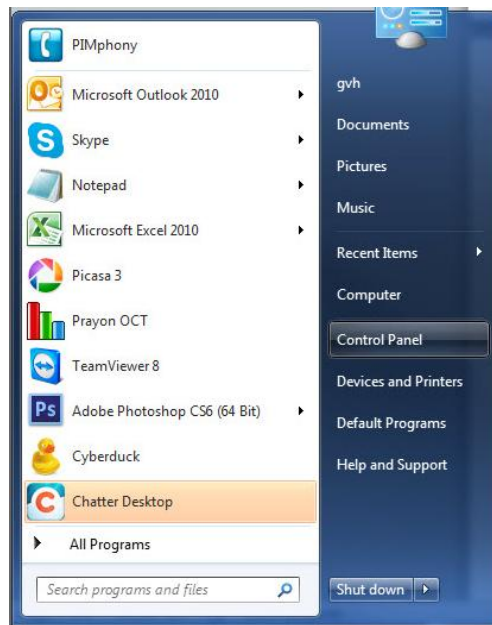 PIMphony
Microsoft Outlook 2010
Skype
Notepad
Microsoft Excel 2010
Picasa 3
Prayon OCT
TeamViewer 8
Ps
Adobe Photoshop CS6 (64 Bit)
Cyberduck
Chatter Desktop
All Programs
Search programs and files
gvh
Documents
Pictures
Music
Recent Items
Computer
Control Panel
Devices and Printers
Default Programs
Help and Support
Shut down